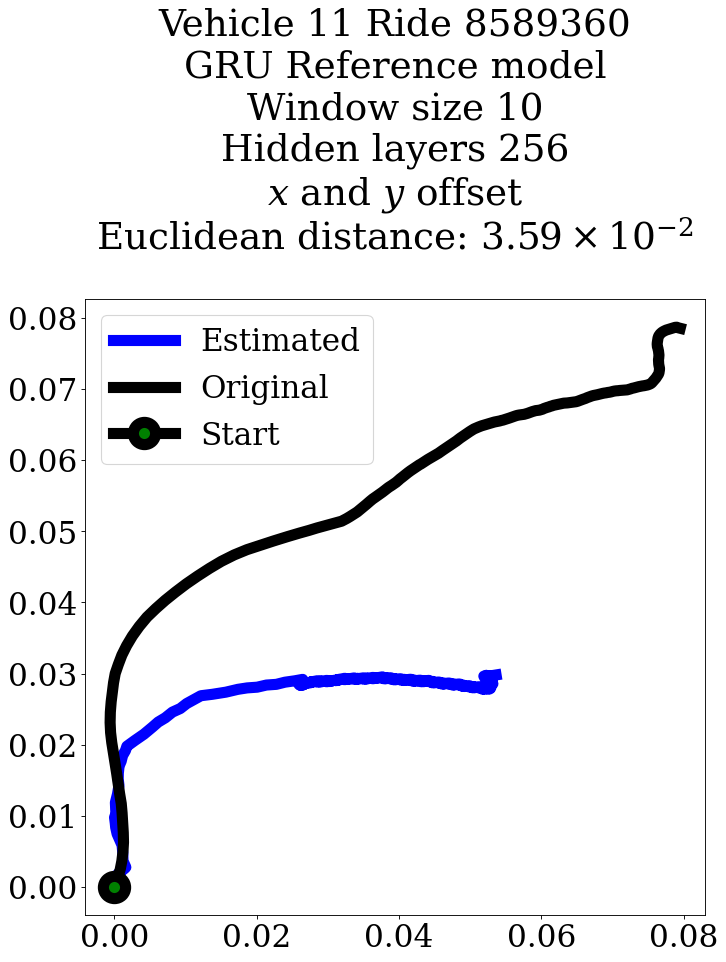 Vehicle 11 Ride 8589360
GRU Reference model
Window size 10
Hidden layers 256
x and y offset
Euclidean distance: 3.59 × 10⁻²
Estimated
Original
Start
0.08
0.07
0.06
0.05
0.04
0.03
0.02
0.01
0.00
0.00 0.02 0.04 0.06 0.08